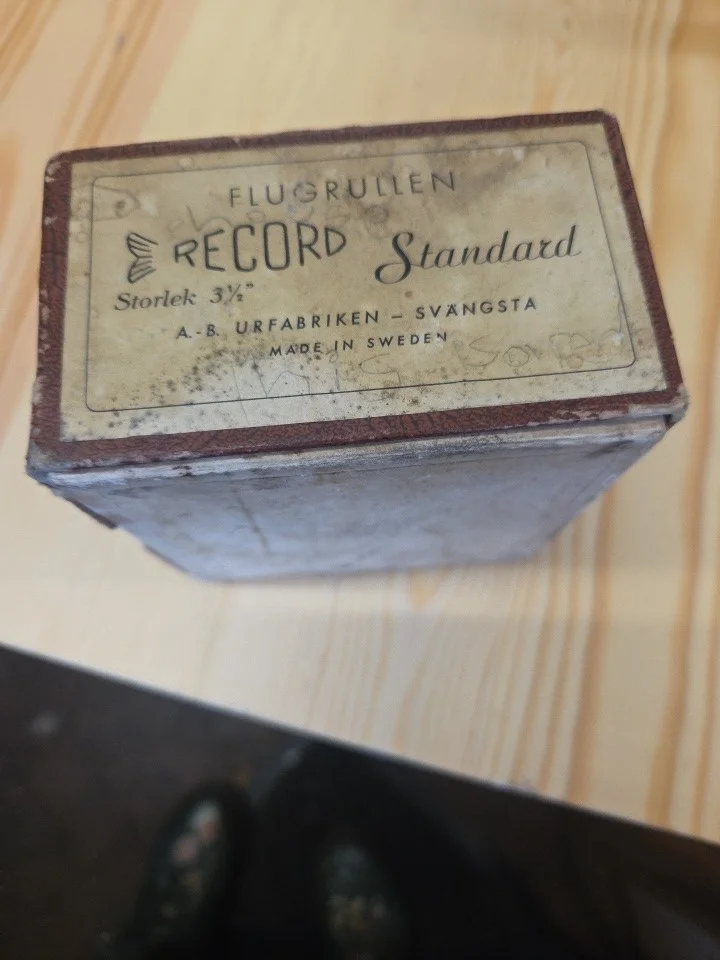 FLUGRULLEN
RECORD Standard
Storlek 3½"
A.-B. URFABRIKEN – SVÄNGSTA
MADE IN SWEDEN